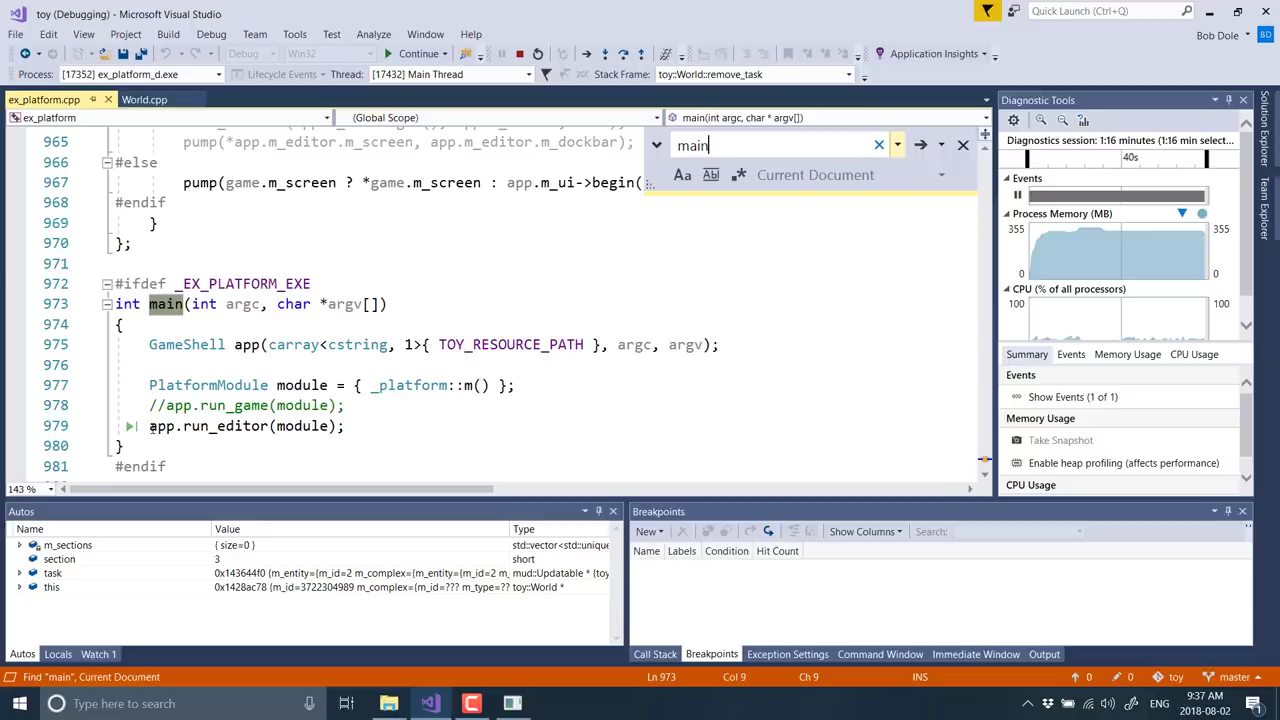 toy (Debugging) - Microsoft Visual Studio
Quick Launch (Ctrl+Q)
File Edit View Project Build Debug Team Tools Test Analyze Window Help
Bob Dole BD
Debug Win32 Continue Application Insights
Process: [17352] ex_platform_d.exe Lifecycle Events Thread: [17432] Main Thread Stack Frame: toy::World::remove_task
ex_platform.cpp World.cpp
ex_platform (Global Scope) main(int argc, char * argv[])
main
Aa Current Document
965 pump(*app.m_editor.m_screen, app.m_editor.m_dockbar);
966 #else
967 pump(game.m_screen ? *game.m_screen : app.m_ui->begin(
968 #endif
969 }
970 };
971
972 #ifdef _EX_PLATFORM_EXE
973 int main(int argc, char *argv[])
974 {
975 GameShell app(carray<cstring, 1>{ TOY_RESOURCE_PATH }, argc, argv);
976
977 PlatformModule module = { _platform::m() };
978 //app.run_game(module);
979 app.run_editor(module);
980 }
981 #endif
143 %
Diagnostic Tools
Diagnostics session: 1:16 minutes (1:16 min select...
40s
Events
Process Memory (MB)
355 355
0 0
CPU (% of all processors)
100 100
Summary Events Memory Usage CPU Usage
Events
Show Events (1 of 1)
Memory Usage
Take Snapshot
Enable heap profiling (affects performance)
CPU Usage
Solution Explorer
Team Explorer
Autos
Name Value Type
m_sections { size=0 } std::vector<std::unique
section 3 short
task 0x143644f0 {m_entity={m_id=2 m_complex={m_entity={m_id=2 m_ mud::Updatable * {toy
this 0x1428ac78 {m_id=3722304989 m_complex={m_id=??? m_type=?? toy::World *
Autos Locals Watch 1
Breakpoints
New Show Columns Search:
Name Labels Condition Hit Count
Call Stack Breakpoints Exception Settings Command Window Immediate Window Output
Find "main", Current Document Ln 973 Col 9 Ch 9 INS 0 0 toy master
Type here to search
ENG 9:37 AM
2018-08-02
1